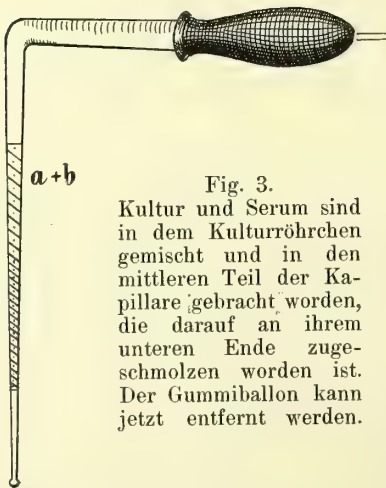 a+b
Fig. 3.
Kultur und Serum sind
in dem Kulturröhrchen
gemischt und in den
mittleren Teil der Ka-
pillare gebracht worden,
die darauf an ihrem
unteren Ende zuge-
schmolzen worden ist.
Der Gummiballon kann
jetzt entfernt werden.